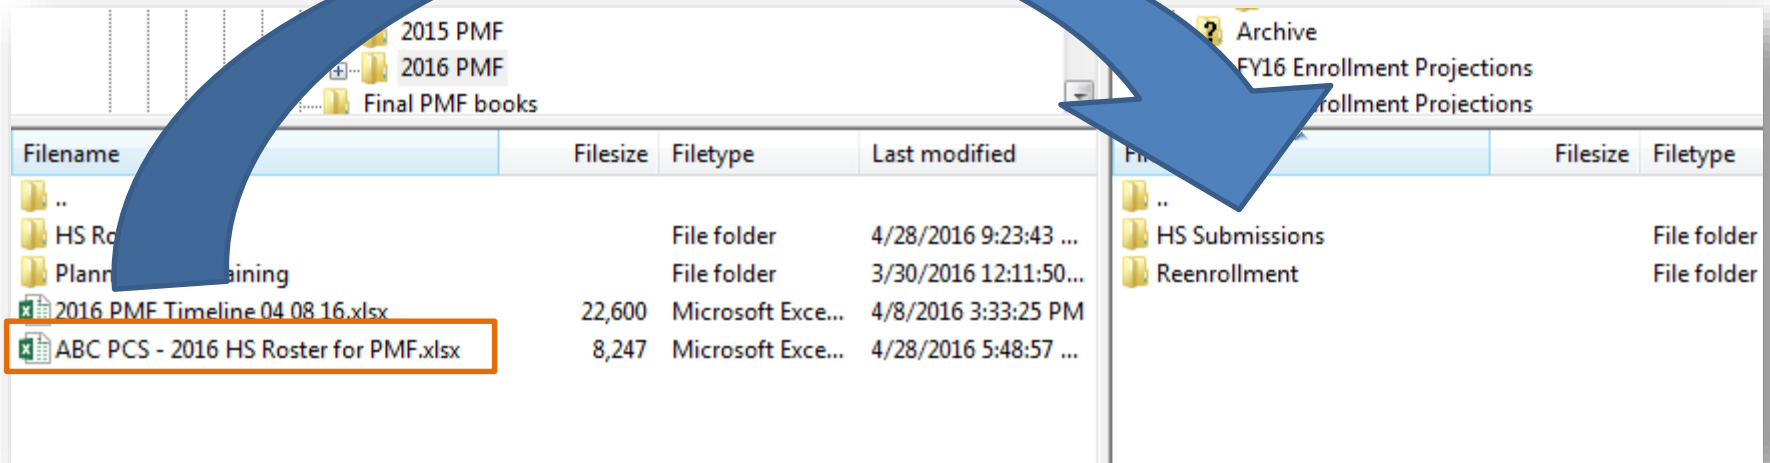 2015 PMF
2016 PMF
Final PMF books
Archive
FY16 Enrollment Projections
rollment Projections
Filename Filesize Filetype Last modified
..
HS Ro
File folder 4/28/2016 9:23:43 ...
Plann aining File folder 3/30/2016 12:11:50...
2016 PMF Timeline 04 08 16.xlsx 22,600 Microsoft Exce... 4/8/2016 3:33:25 PM
ABC PCS - 2016 HS Roster for PMF.xlsx 8,247 Microsoft Exce... 4/28/2016 5:48:57 ...
Filesize Filetype
..
HS Submissions File folder
Reenrollment File folder